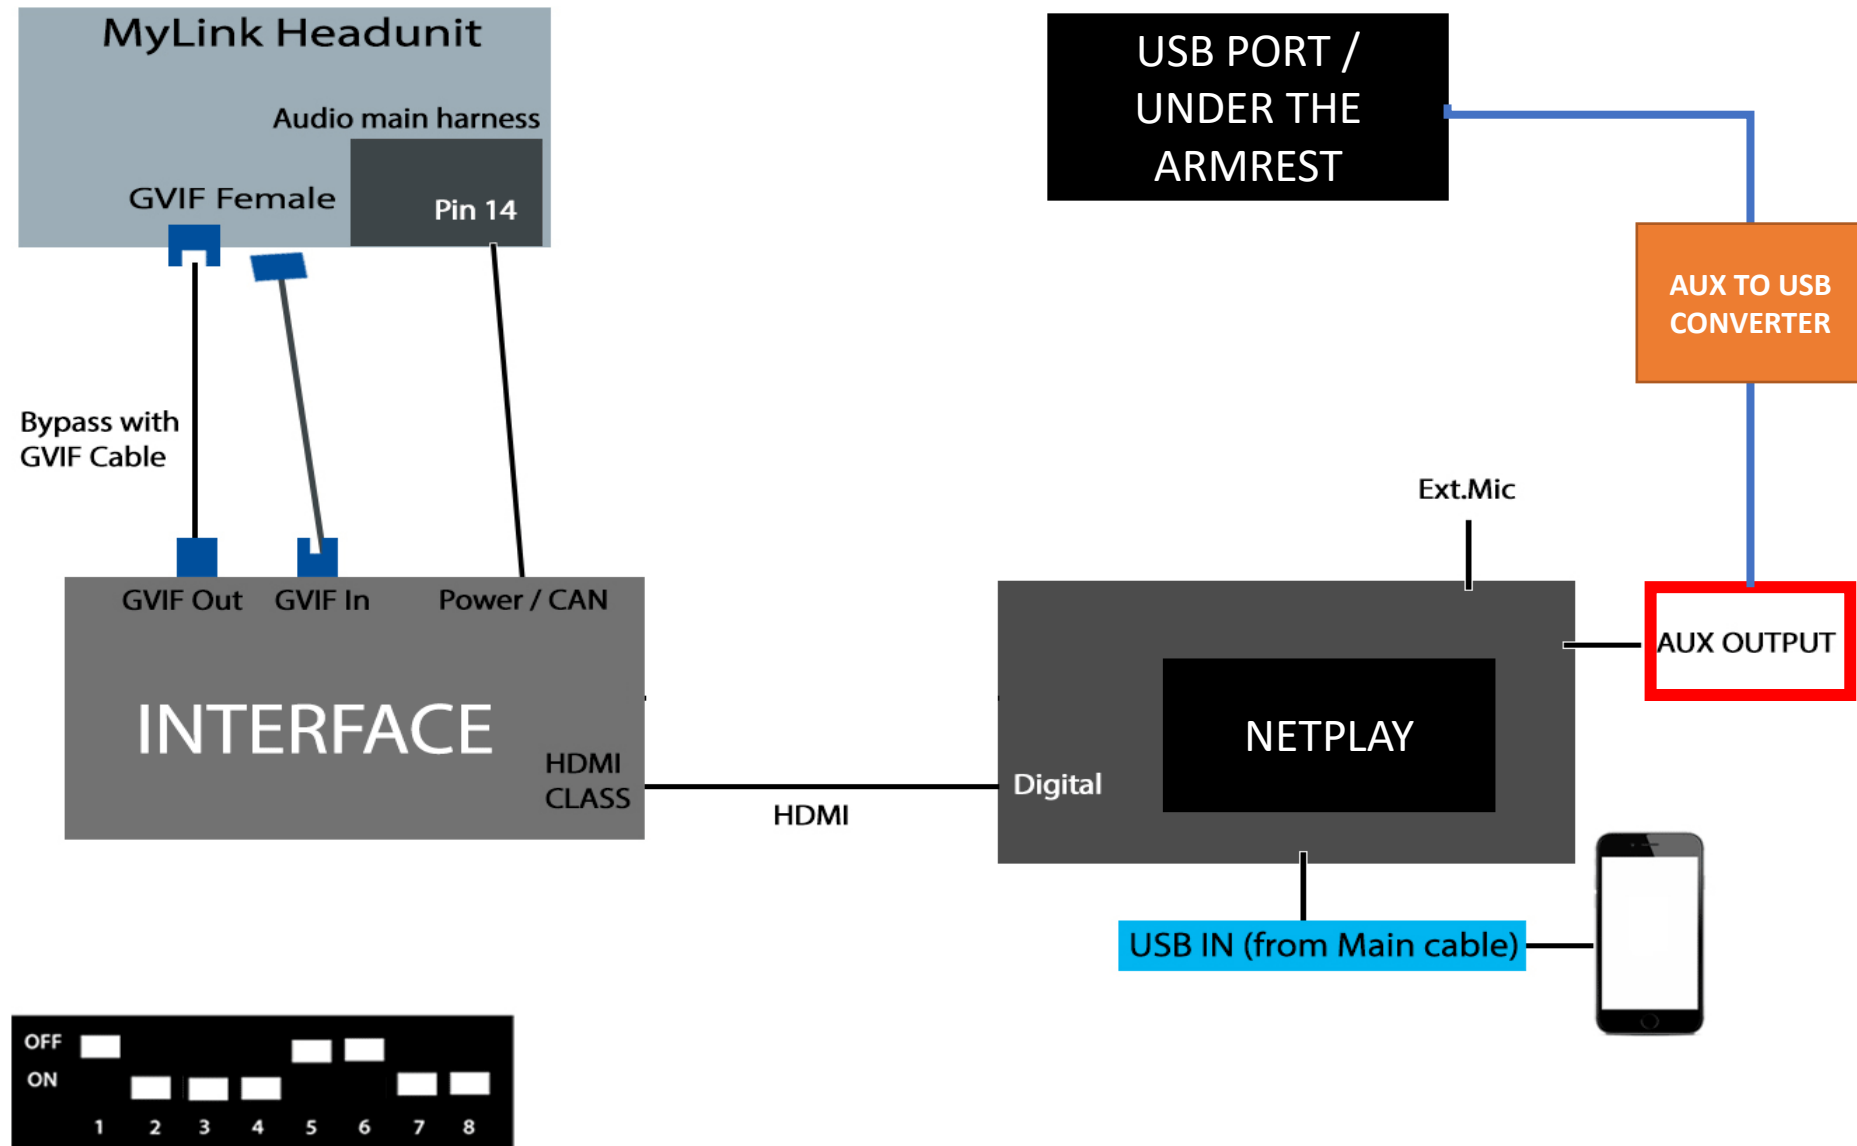 MyLink Headunit
Audio main harness
GVIF Female
Pin 14
USB PORT /
UNDER THE
ARMREST
AUX TO USB
CONVERTER
Bypass with
GVIF Cable
Ext.Mic
GVIF Out
GVIF In
Power / CAN
AUX OUTPUT
INTERFACE
HDMI
CLASS
HDMI
Digital
NETPLAY
USB IN (from Main cable)
OFF
ON
1 2 3 4 5 6 7 8